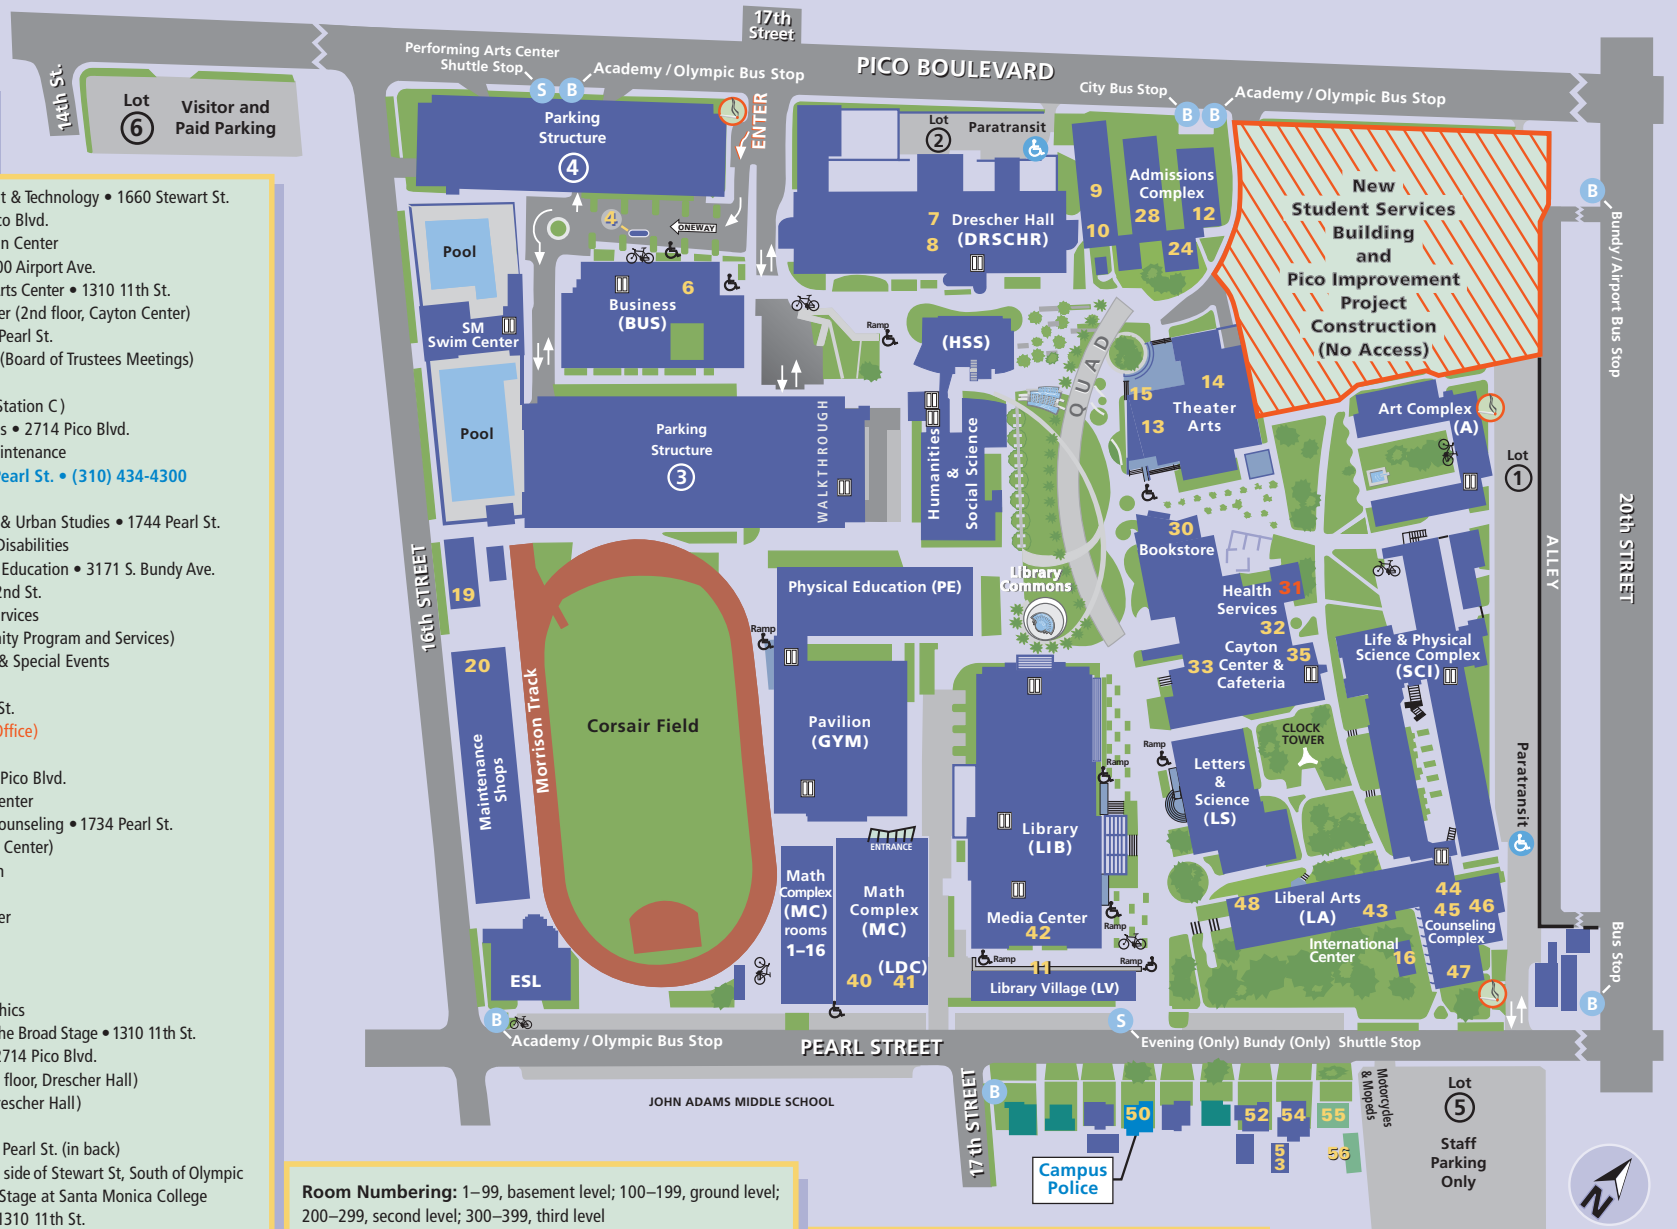 17th
Street
Performing Arts Center
Shuttle Stop
S
B
Academy / Olympic Bus Stop
PICO BOULEVARD
City Bus Stop
B
B
Academy / Olympic Bus Stop
14th St.
Lot
6
Visitor and
Paid Parking
Parking
Structure
4
ENTER
Lot
2
Paratransit
9
10
Admissions
Complex
28
12
24
New
Student Services
Building
and
Pico Improvement
Project
Construction
(No Access)
B
Bundy / Airport Bus Stop
4
ONEWAY
7
8
Drescher Hall
(DRSCHR)
Pool
SM
Swim Center
Pool
6
Business
(BUS)
Ramp
(HSS)
QUAD
15
14
13
Theater
Arts
Art Complex
(A)
Lot
1
Parking
Structure
3
WALKTHROUGH
Humanities
&
Social Science
16th STREET
20th STREET
ALLEY
30
Bookstore
Library
Commons
Health
Services
31
32
Cayton
Center &
Cafeteria
33
35
Life & Physical
Science Complex
(SCI)
19
20
Maintenance
Shops
Morrison Track
Corsair Field
Physical Education (PE)
Ramp
Pavilion
(GYM)
CLOCK
TOWER
Ramp
Ramp
Letters
&
Science
(LS)
Paratransit
Library
(LIB)
ENTRANCE
Math
Complex
(MC)
rooms
1–16
Math
Complex
(MC)
(LDC)
40
41
Media Center
42
Ramp
Ramp
Ramp
11
Library Village (LV)
48
Liberal Arts
(LA)
43
44
45
46
Counseling
Complex
International
Center
16
47
Bus Stop
B
ESL
B
Academy / Olympic Bus Stop
PEARL STREET
S
Evening (Only) Bundy (Only) Shuttle Stop
JOHN ADAMS MIDDLE SCHOOL
17th STREET
B
50
52
54
55
53
56
Campus
Police
Motorcycles
& Mopeds
Lot
5
Staff
Parking
Only
N
t & Technology • 1660 Stewart St.
co Blvd.
n Center
00 Airport Ave.
Arts Center • 1310 11th St.
er (2nd floor, Cayton Center)
Pearl St.
(Board of Trustees Meetings)
Station C)
s • 2714 Pico Blvd.
intenance
Pearl St. • (310) 434-4300
& Urban Studies • 1744 Pearl St.
Disabilities
Education • 3171 S. Bundy Ave.
2nd St.
rvices
nity Program and Services)
& Special Events
St.
Office)
Pico Blvd.
enter
ounseling • 1734 Pearl St.
Center)
n
er
hics
he Broad Stage • 1310 11th St.
2714 Pico Blvd.
floor, Drescher Hall)
rescher Hall)
Pearl St. (in back)
side of Stewart St, South of Olympic
Stage at Santa Monica College
1310 11th St.
Room Numbering: 1–99, basement level; 100–199, ground level;
200–299, second level; 300–399, third level